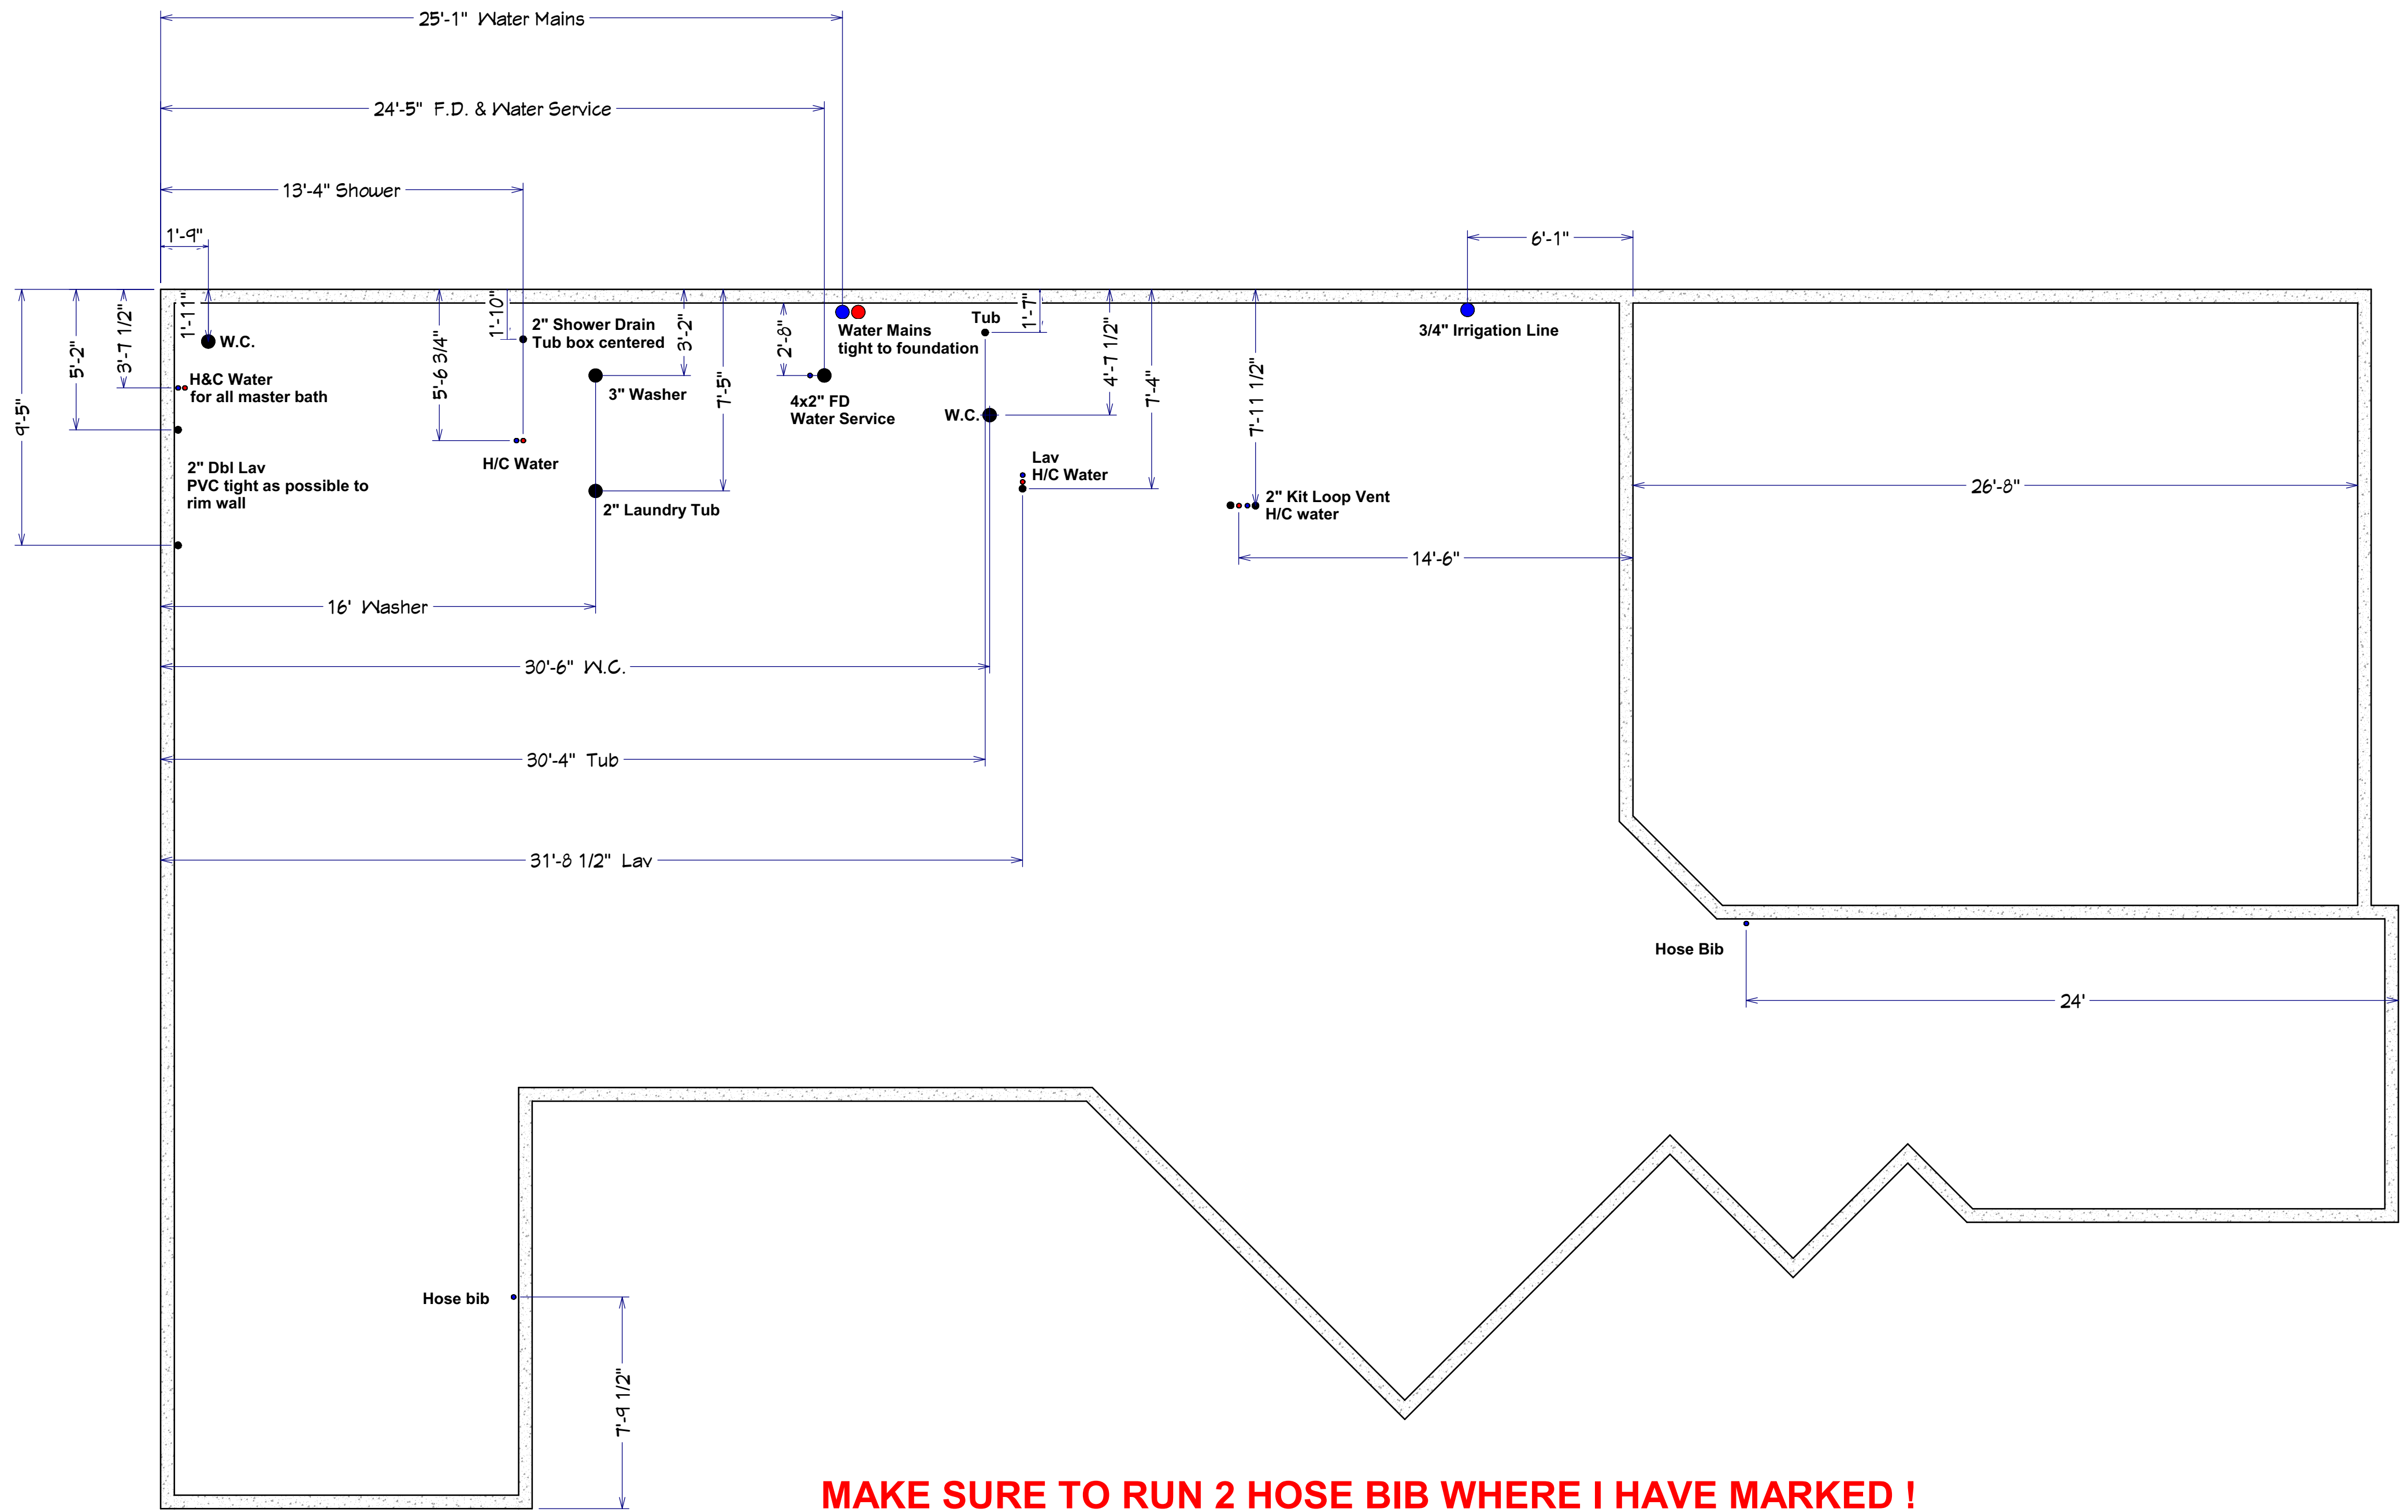 25'-1" Water Mains
24'-5" F.D. & Water Service
13'-4" Shower
1'-9"
6'-1"
9'-5"
5'-2"
3'-7 1/2"
1'-11"
W.C.
H&C Water
for all master bath
2" Dbl Lav
PVC tight as possible to
rim wall
5'-6 3/4"
1'-10"
2" Shower Drain
Tub box centered
H/C Water
3'-2"
3" Washer
7'-5"
2" Laundry Tub
2'-8"
Water Mains
tight to foundation
4x2" FD
Water Service
Tub
1'-7"
W.C.
4'-7 1/2"
7'-4"
Lav
H/C Water
7'-11 1/2"
2" Kit Loop Vent
H/C water
3/4" Irrigation Line
26'-8"
14'-6"
16' Washer
30'-6" W.C.
30'-4" Tub
31'-8 1/2" Lav
Hose Bib
24'
Hose bib
7'-9 1/2"
MAKE SURE TO RUN 2 HOSE BIB WHERE I HAVE MARKED !